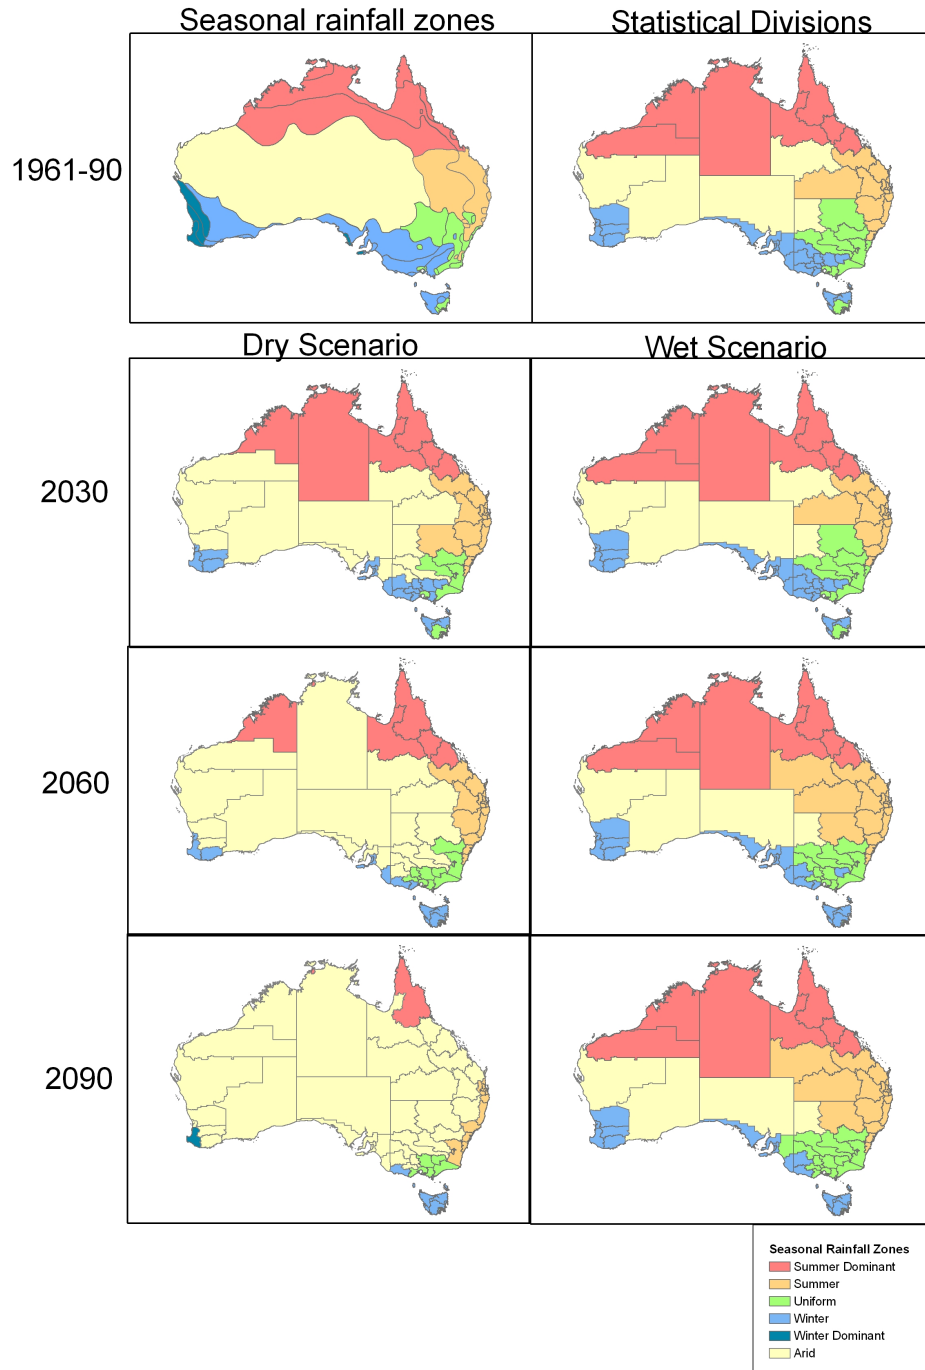 Seasonal rainfall zones
Statistical Divisions
1961-90
Dry Scenario
Wet Scenario
2030
2060
2090
Seasonal Rainfall Zones
Summer Dominant
Summer
Uniform
Winter
Winter Dominant
Arid